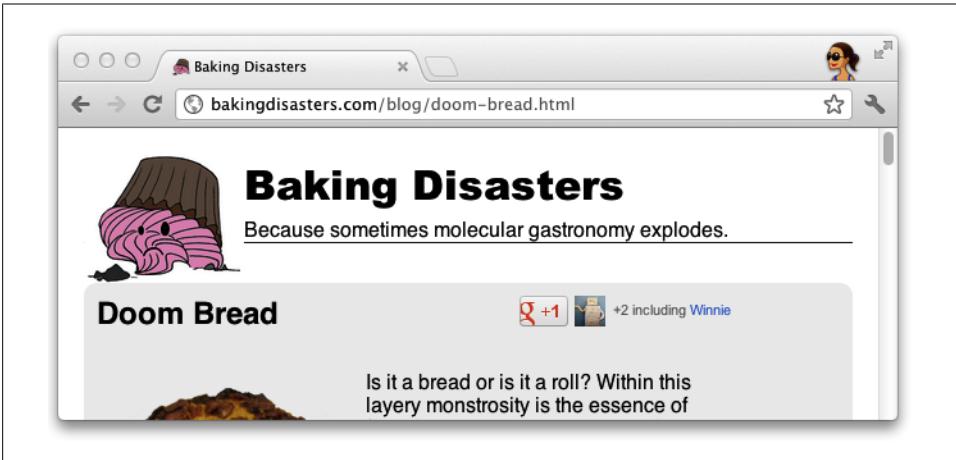 Baking Disasters
bakingdisasters.com/blog/doom-bread.html
Baking Disasters
Because sometimes molecular gastronomy explodes.
Doom Bread
g +1 +2 including Winnie
Is it a bread or is it a roll? Within this
layery monstrosity is the essence of